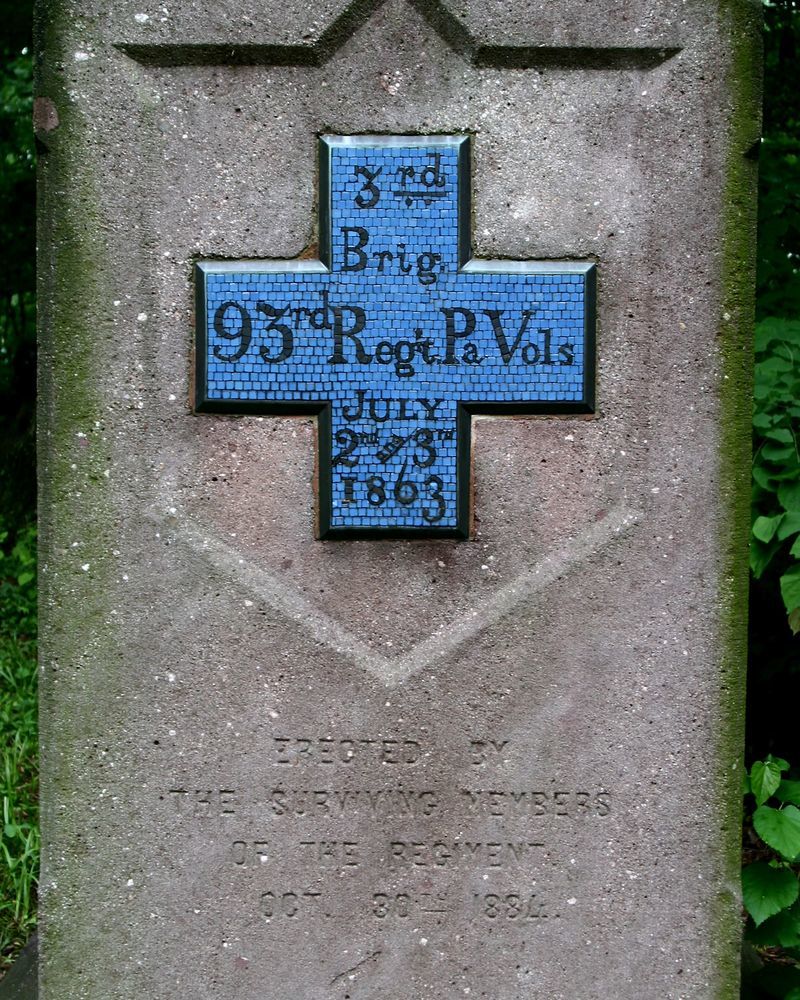 3rd
Brig.
93rd Reg't. Pa Vols
JULY
2nd and 3rd
1863
ERECTED BY
THE SURVIVING MEMBERS
OF THE REGIMENT.
OCT. 30TH 1884.